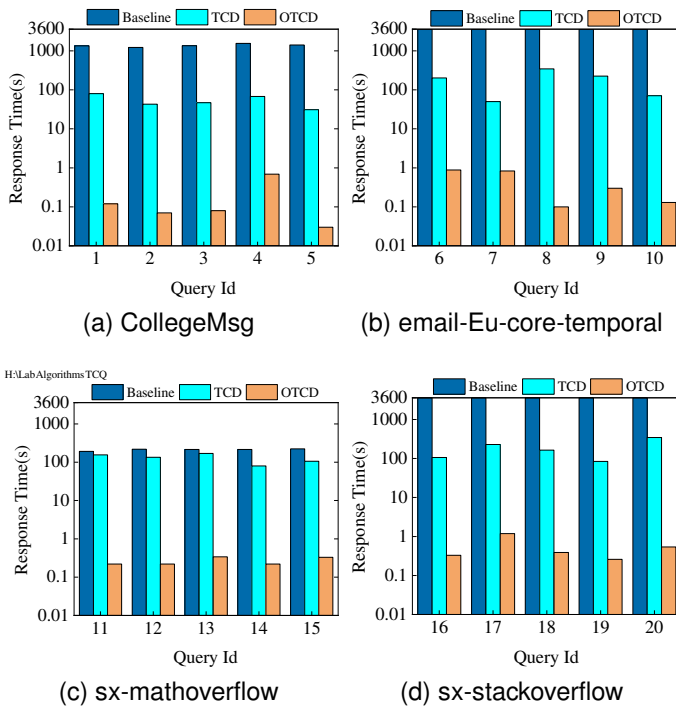 Baseline TCD OTCD
Baseline TCD OTCD
3600
1000
100
10
1
0.1
0.01
Response Time(s)
1 2 3 4 5
Query Id
(a) CollegeMsg
3600
1000
100
10
1
0.1
0.01
Response Time(s)
6 7 8 9 10
Query Id
(b) email-Eu-core-temporal
H:\LabAlgorithmsTCQ
Baseline TCD OTCD
3600
1000
100
10
1
0.1
0.01
Response Time(s)
11 12 13 14 15
Query Id
(c) sx-mathoverflow
Baseline TCD OTCD
3600
1000
100
10
1
0.1
0.01
Response Time(s)
16 17 18 19 20
Query Id
(d) sx-stackoverflow